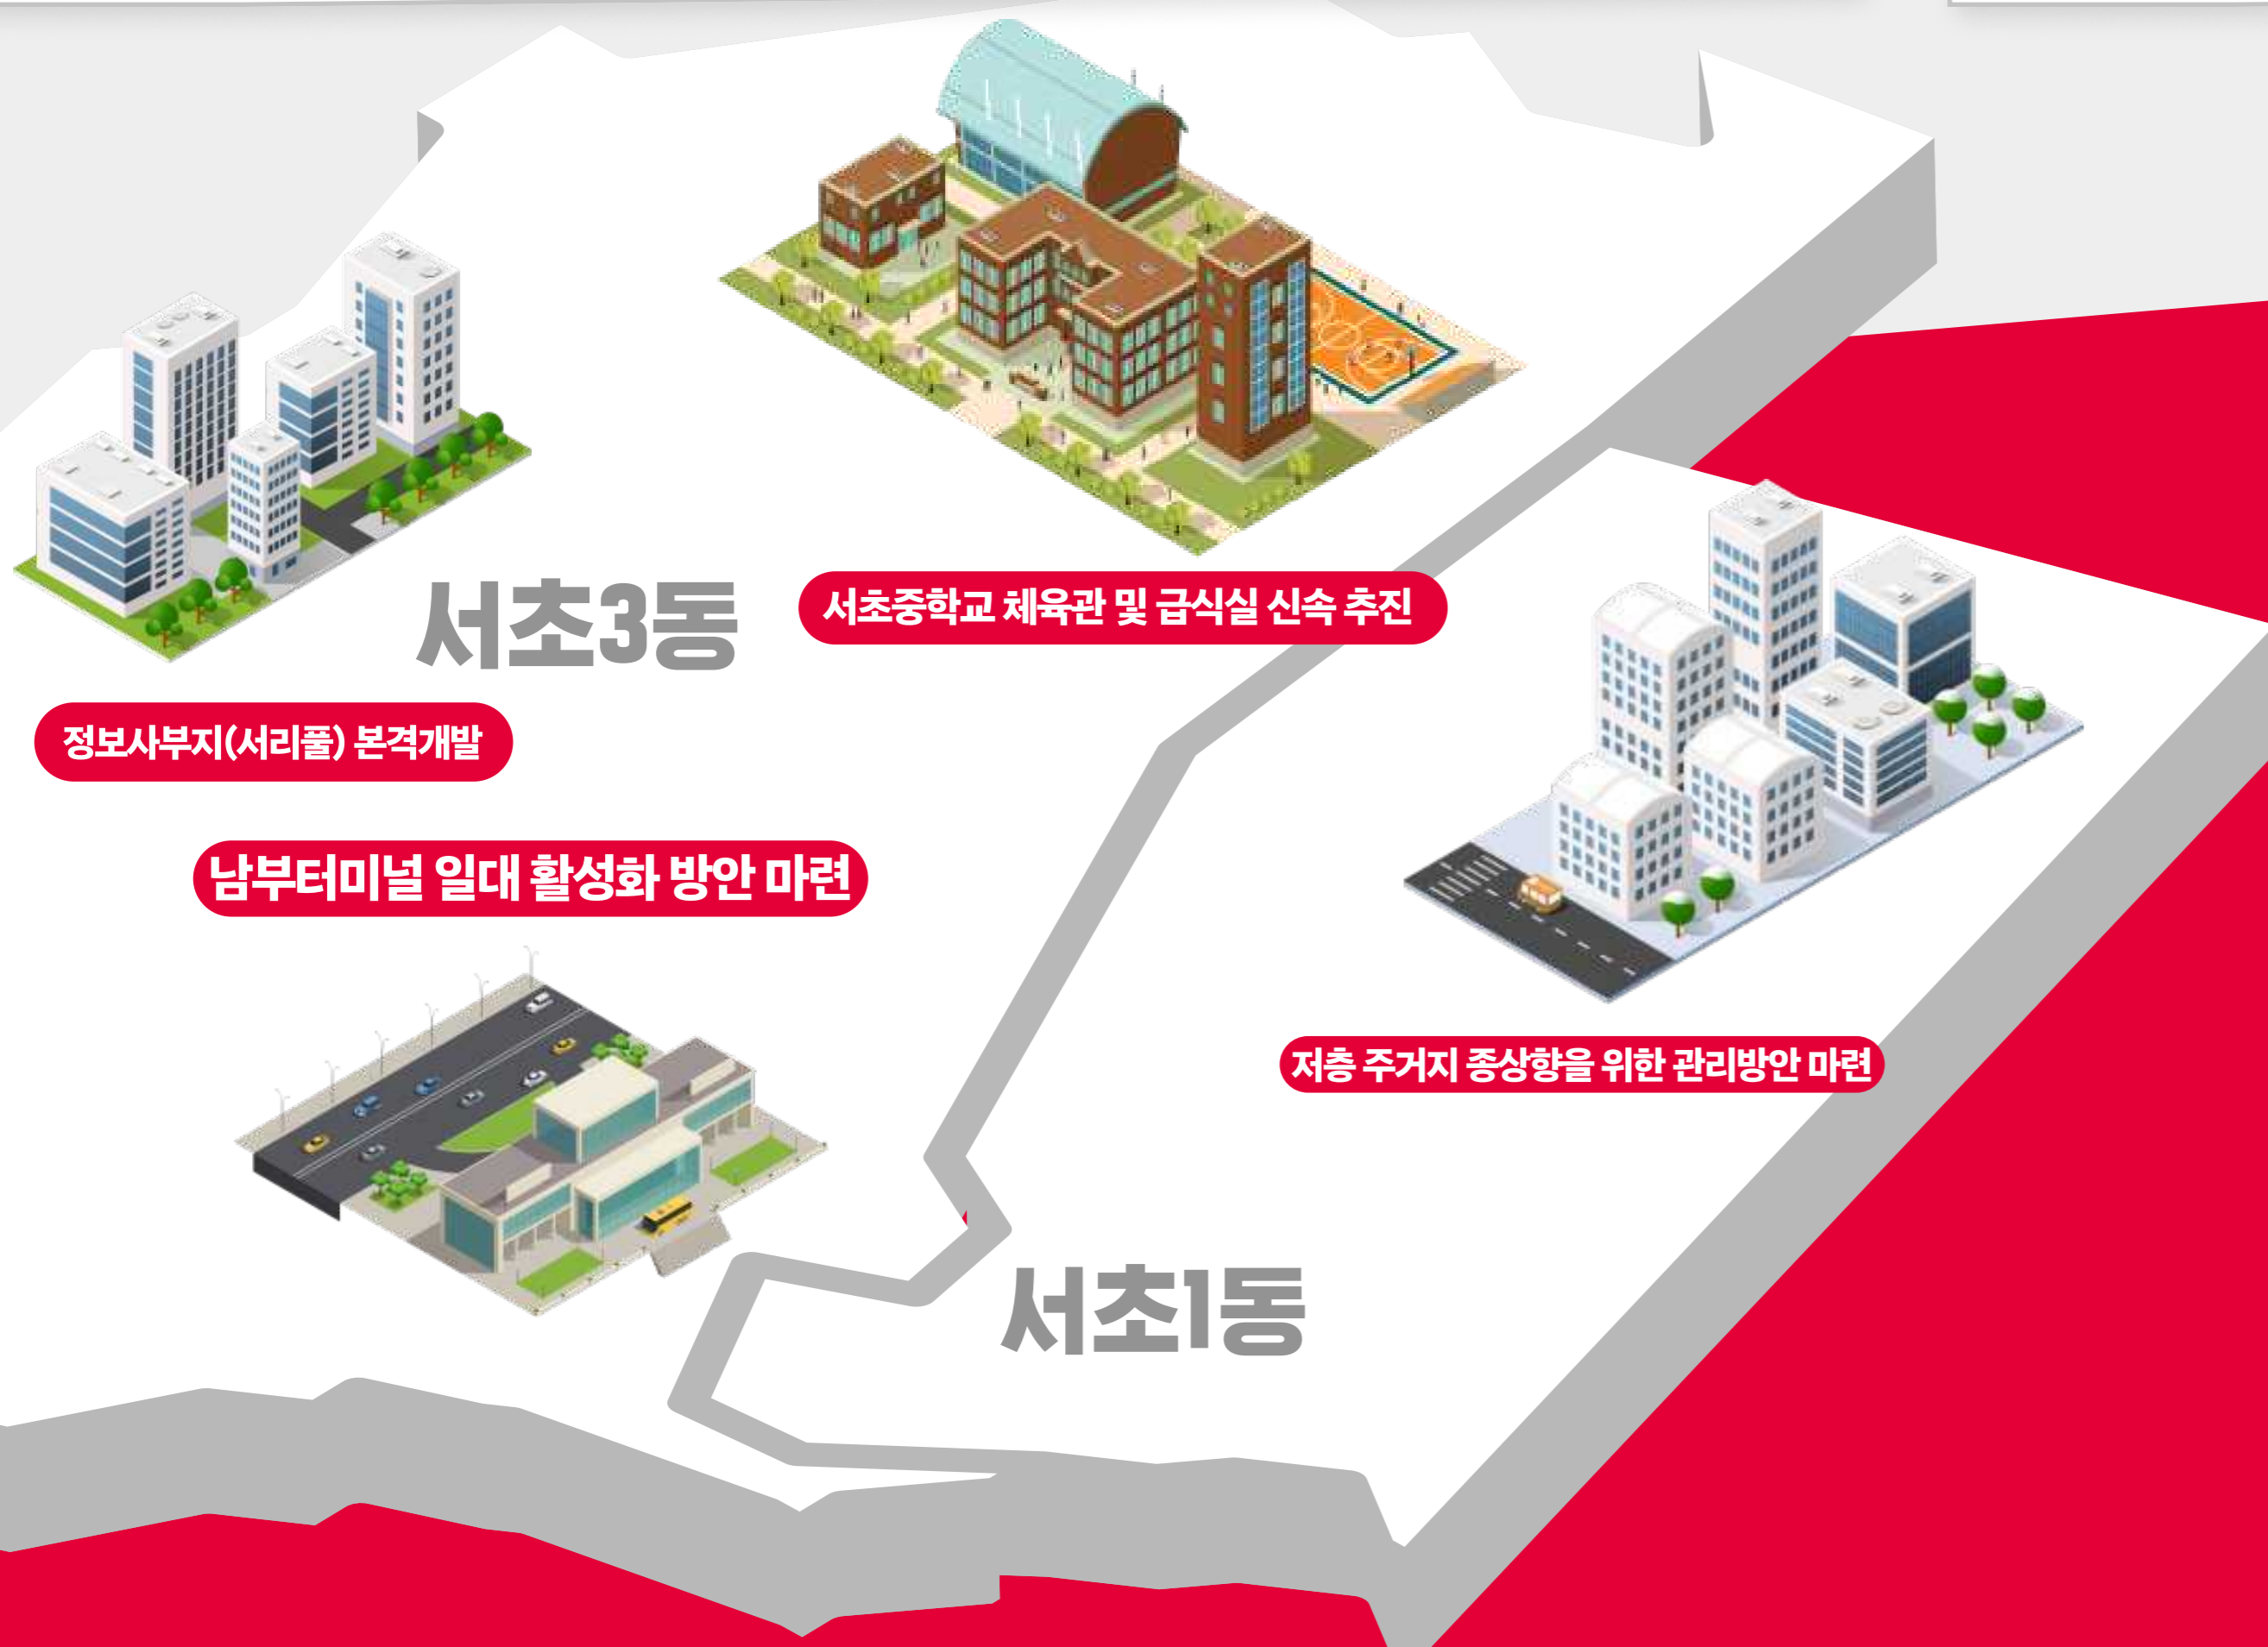 서초3동
서초중학교 체육관 및 급식실 신속 추진
정보사부지(서리풀) 본격개발
남부터미널 일대 활성화 방안 마련
저층 주거지 종상향을 위한 관리방안 마련
서초1동